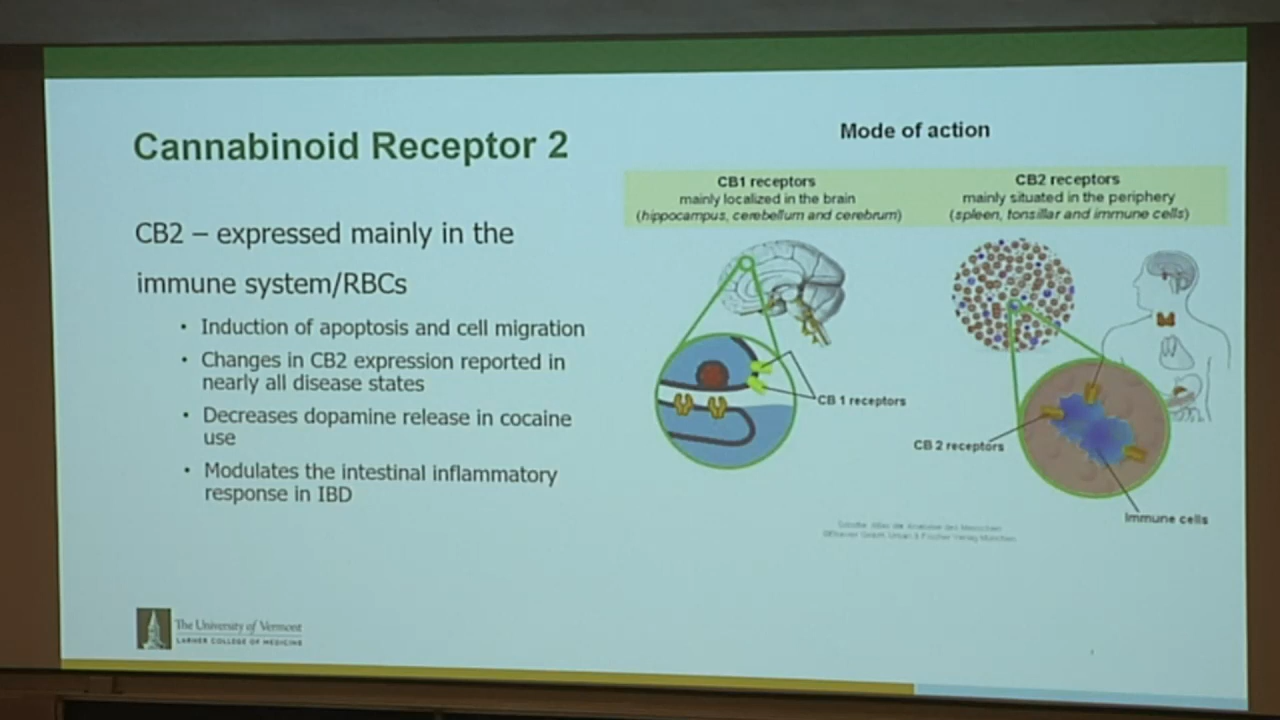 Cannabinoid Receptor 2
CB2 – expressed mainly in the
immune system/RBCs
• Induction of apoptosis and cell migration
• Changes in CB2 expression reported in
nearly all disease states
• Decreases dopamine release in cocaine
use
• Modulates the intestinal inflammatory
response in IBD
Mode of action
CB1 receptors
mainly localized in the brain
(hippocampus, cerebellum and cerebrum)
CB2 receptors
mainly situated in the periphery
(spleen, tonsillar and immune cells)
CB 1 receptors
CB 2 receptors
Immune cells
The University of Vermont
LARNER COLLEGE OF MEDICINE